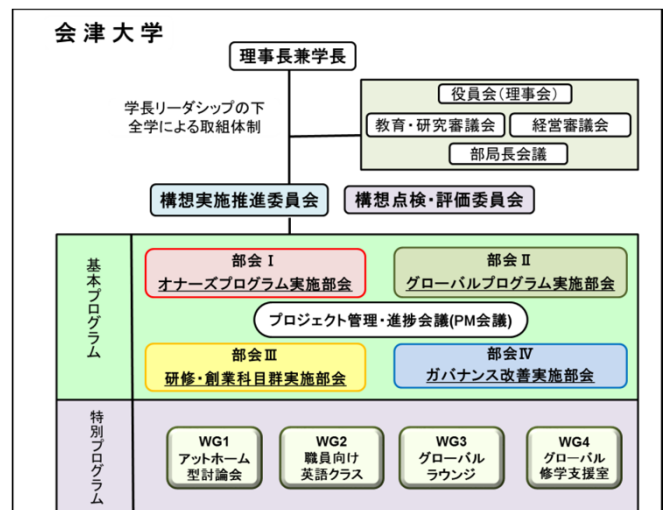 会津大学
理事長兼学長
学長リーダシップの下
全学による取組体制
役員会(理事会)
教育・研究審議会
経営審議会
部局長会議
構想実施推進委員会
構想点検・評価委員会
基本プログラム
部会Ⅰ
オナーズプログラム実施部会
部会Ⅱ
グローバルプログラム実施部会
プロジェクト管理・進捗会議(PM会議)
部会Ⅲ
研修・創業科目群実施部会
部会Ⅳ
ガバナンス改善実施部会
特別プログラム
WG1
アットホーム
型討論会
WG2
職員向け
英語クラス
WG3
グローバル
ラウンジ
WG4
グローバル
修学支援室